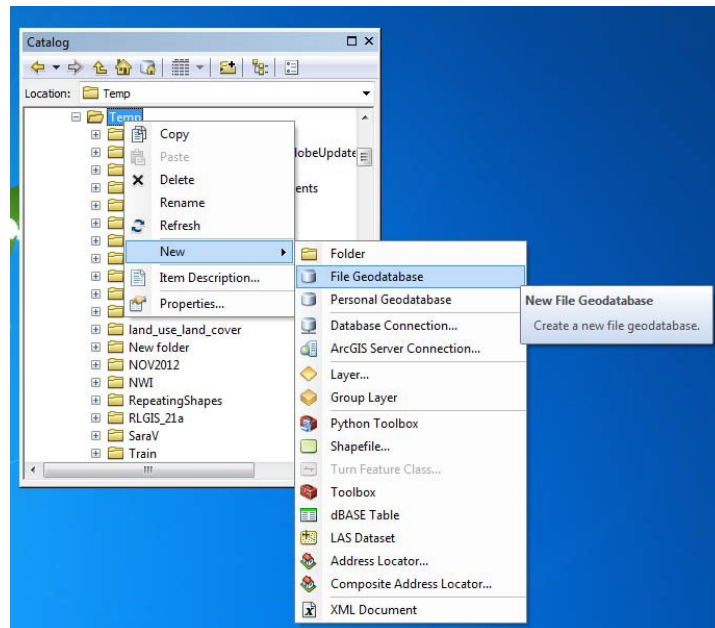 Catalog
Location: Temp
Temp
Copy
Paste
lobeUpdate
Delete
ents
Rename
Refresh
New
Item Description...
Properties...
land_use_land_cover
New folder
NOV2012
NWI
RepeatingShapes
RLGIS_21a
SaraV
Train
Folder
File Geodatabase
Personal Geodatabase
Database Connection...
ArcGIS Server Connection...
Layer...
Group Layer
Python Toolbox
Shapefile...
Turn Feature Class...
Toolbox
dBASE Table
LAS Dataset
Address Locator...
Composite Address Locator...
XML Document
New File Geodatabase
Create a new file geodatabase.